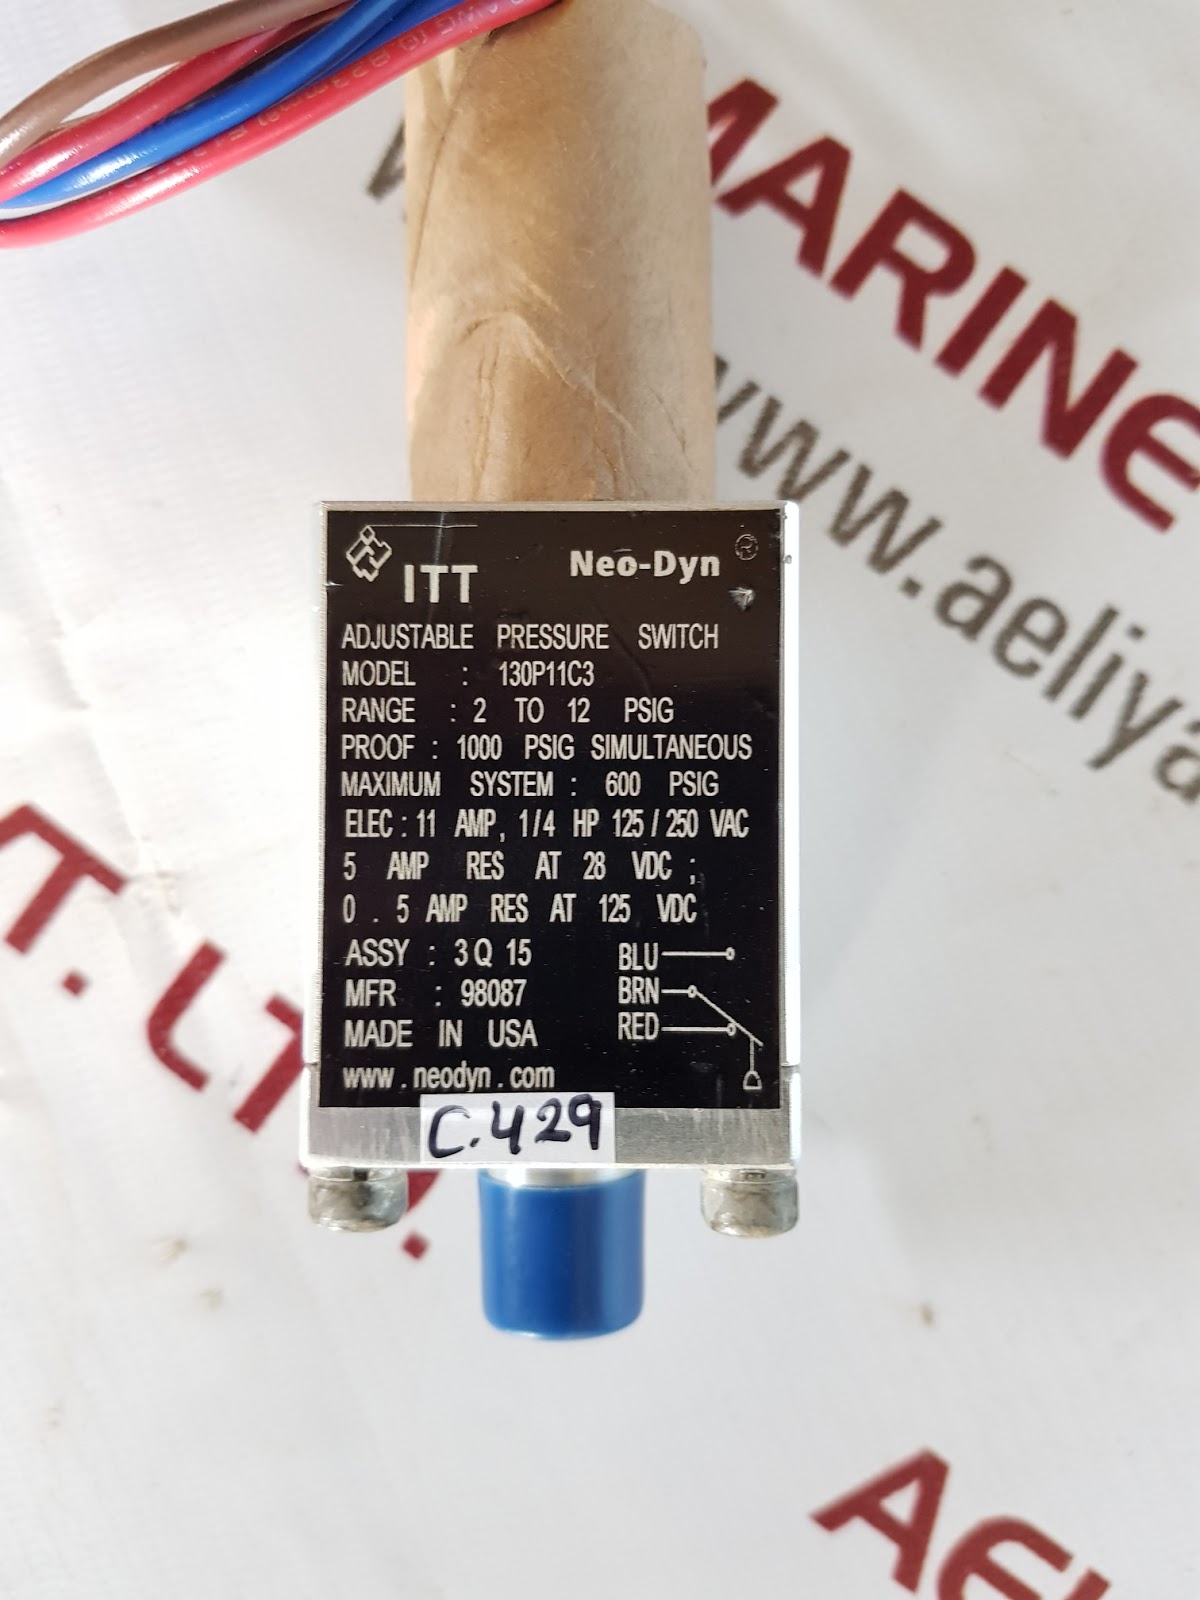 MARINE
www.aeliya
ITT Neo-Dyn ®
ADJUSTABLE PRESSURE SWITCH
MODEL : 130P11C3
RANGE : 2 TO 12 PSIG
PROOF : 1000 PSIG SIMULTANEOUS
MAXIMUM SYSTEM : 600 PSIG
ELEC : 11 AMP, 1/4 HP 125 / 250 VAC
5 AMP RES AT 28 VDC ;
0 . 5 AMP RES AT 125 VDC
ASSY : 3 Q 15
MFR : 98087
MADE IN USA
www . neodyn . com
BLU
BRN
RED
C.429
T. LTD.
AEL